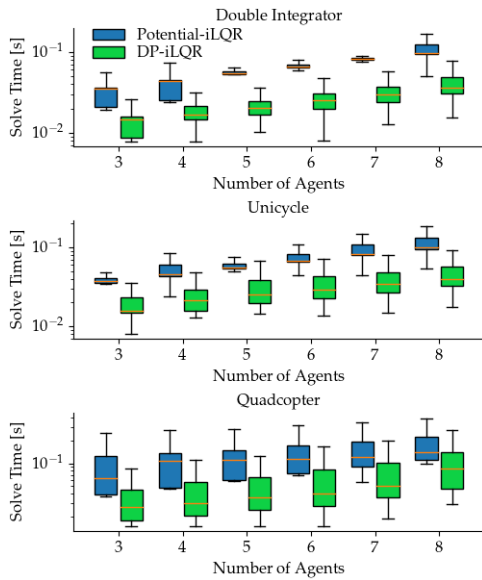 Double Integrator
Potential-iLQR
DP-iLQR
Solve Time [s]
10⁻¹
10⁻²
3 4 5 6 7 8
Number of Agents
Unicycle
Solve Time [s]
10⁻¹
10⁻²
3 4 5 6 7 8
Number of Agents
Quadcopter
Solve Time [s]
10⁻¹
3 4 5 6 7 8
Number of Agents